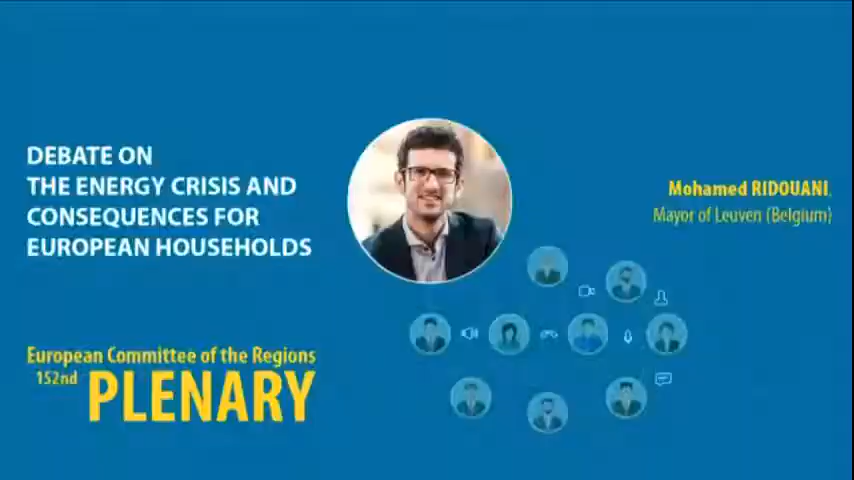 DEBATE ON
THE ENERGY CRISIS AND
CONSEQUENCES FOR
EUROPEAN HOUSEHOLDS
Mohamed RIDOUANI,
Mayor of Leuven (Belgium)
European Committee of the Regions
152nd PLENARY